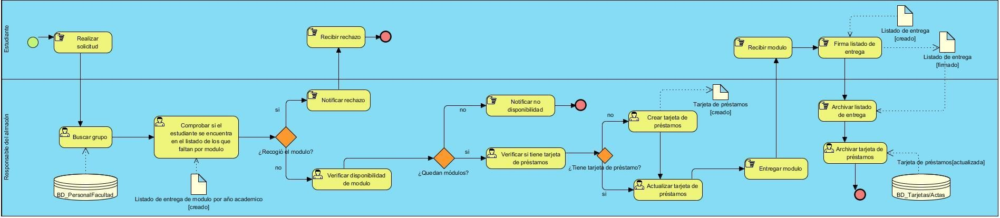 Estudiante
Realizar
solicitud
Recibir rechazo
Recibir modulo
Firma listado de
entrega
Listado de entrega
[creado]
Listado de entrega
[firmado]
Responsable del almacón
Buscar grupo
BD_PersonalFacultad
Comprobar si el
estudiante se encuentra
en el listado de los que
faltan por modulo
Listado de entrega de modulo por año academico
[creado]
¿Recogió el modulo?
si
no
Notificar rechazo
Verificar disponibilidad
de modulo
¿Quedan módulos?
no
si
Notificar no
disponibilidad
Verificar si tiene tarjeta
de préstamos
¿Tiene tarjeta de préstamo?
no
si
Crear tarjeta de
préstamos
Tarjeta de préstamos
[creado]
Actualizar tarjeta de
préstamos
Entregar modulo
Archivar listado
de entrega
Archivar tarjeta de
préstamos
Tarjeta de préstamos[actualizada]
BD_Tarjetas/Actas